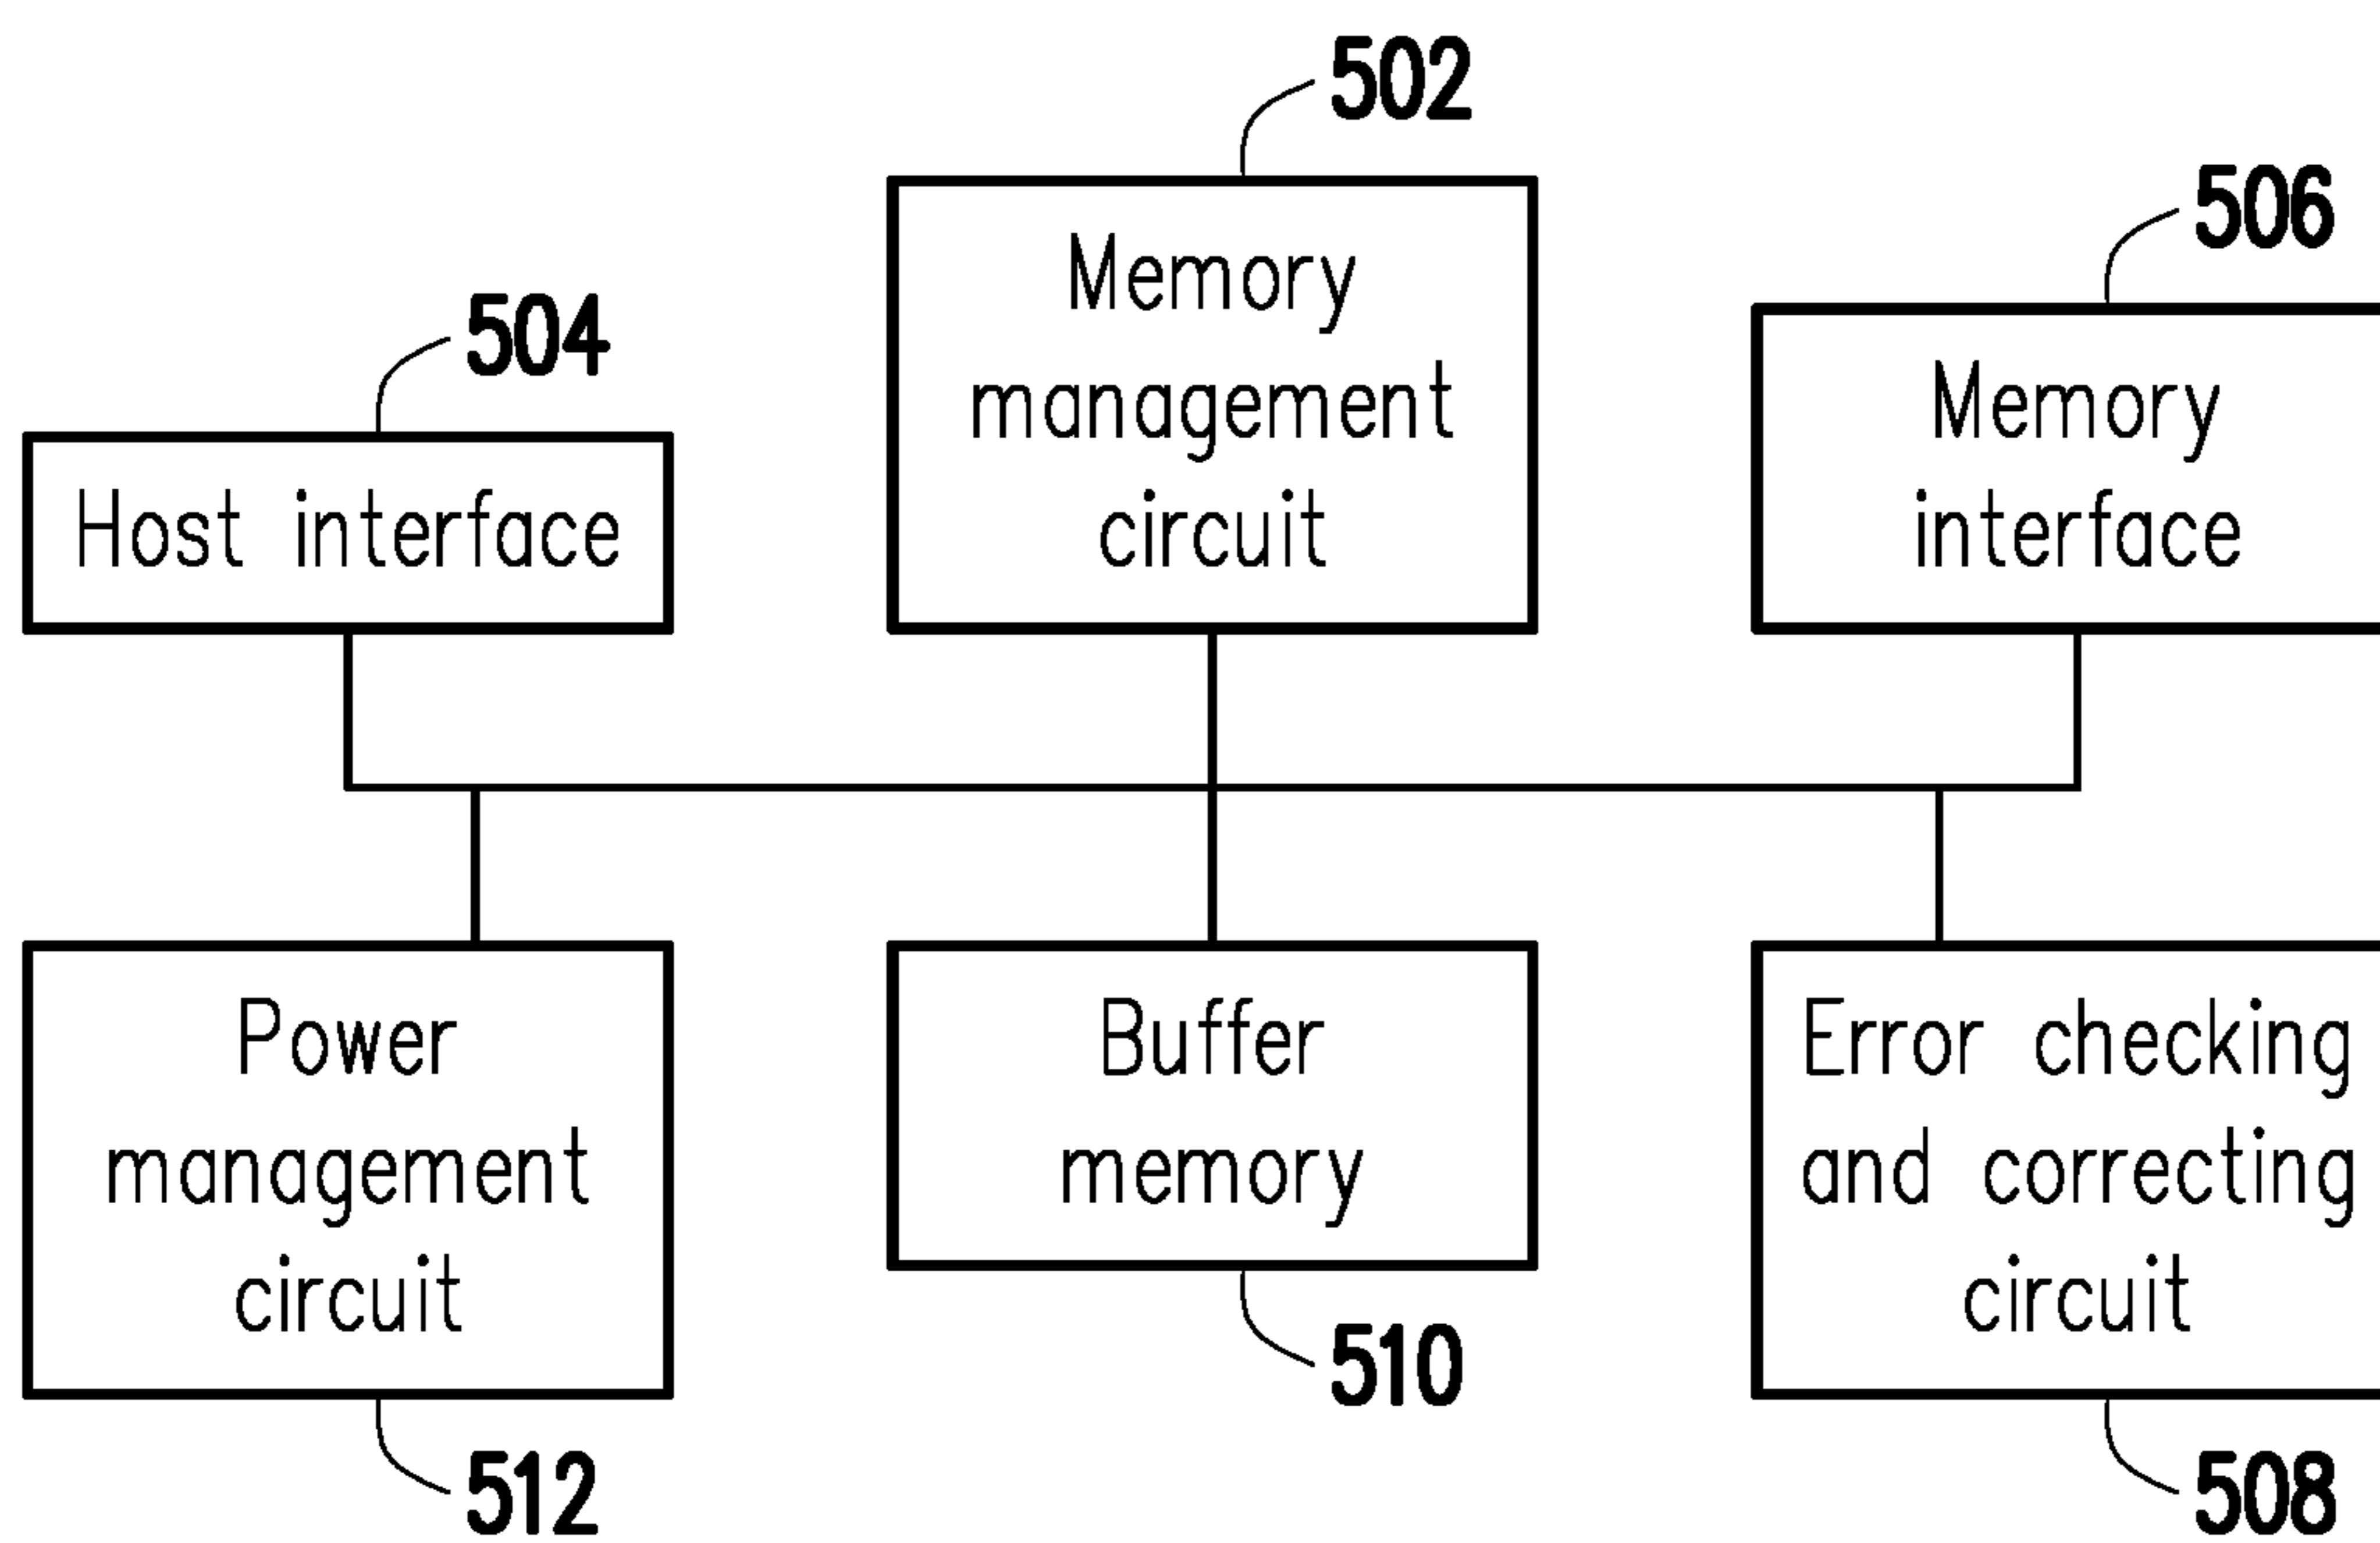 502
Memory
management
circuit
506
Memory
interface
504
Host interface
Power
management
circuit
512
Buffer
memory
510
Error checking
and correcting
circuit
508